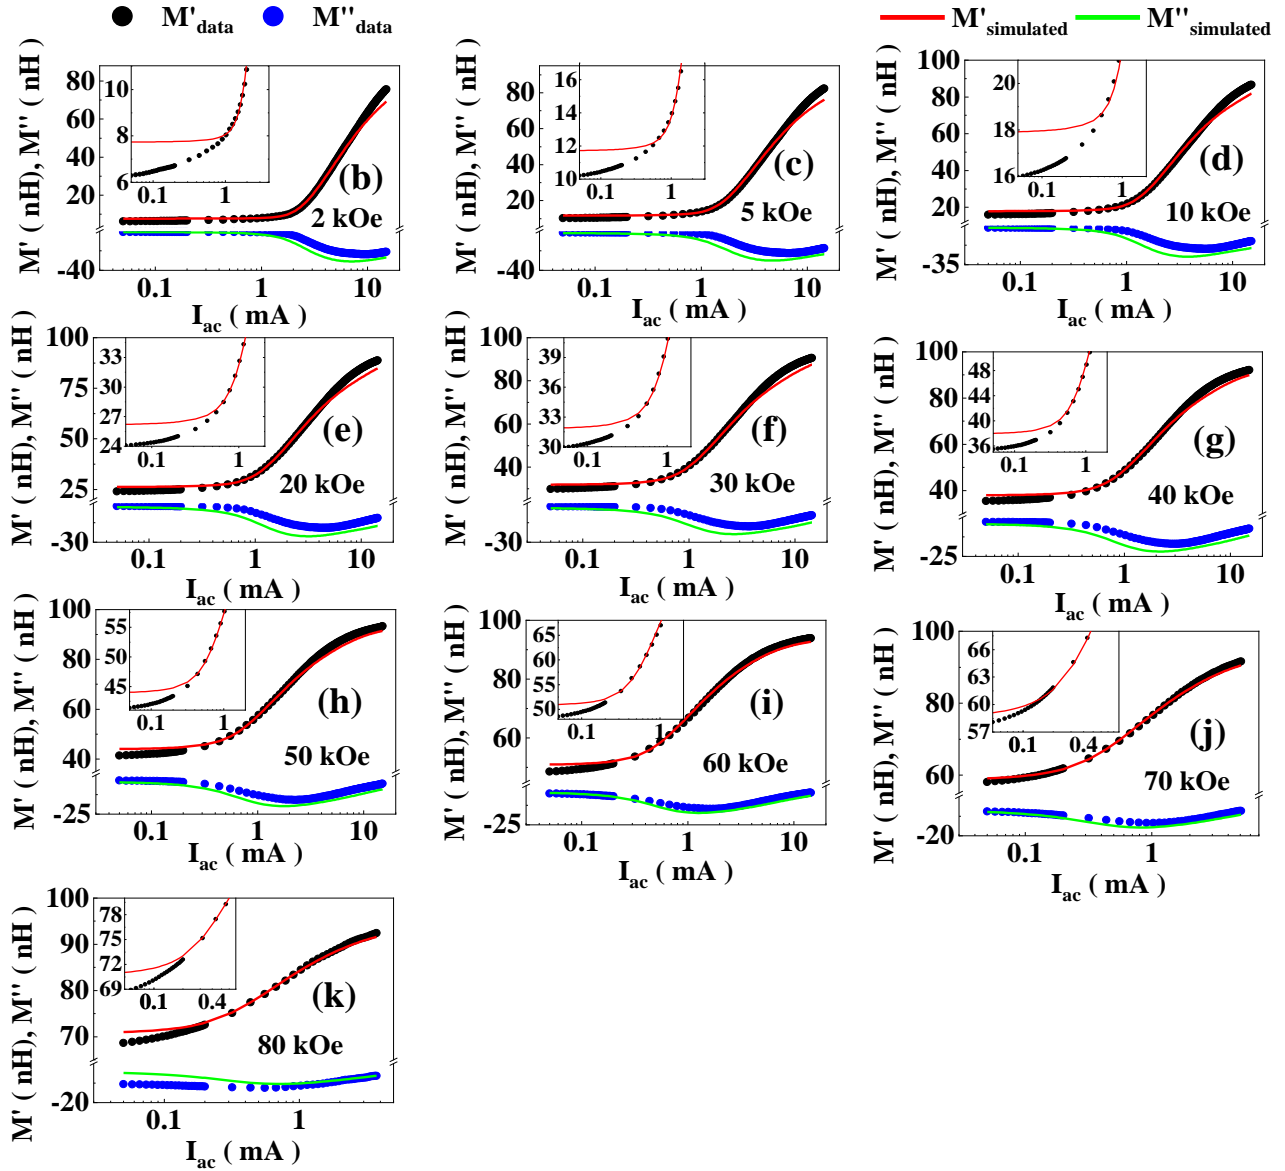 M'data M''data M'simulated M''simulated
M' ( nH), M'' ( nH)
80
60
40
20
-40
10
8
6
0.1 1
(b)
2 kOe
0.1 1 10
Iac ( mA )
M' ( nH), M'' ( nH)
80
60
40
20
-40
16
14
12
10
0.1 1
(c)
5 kOe
0.1 1 10
Iac ( mA )
M' ( nH), M'' ( nH)
100
80
60
40
20
-35
20
18
16
0.1 1
(d)
10 kOe
0.1 1 10
Iac ( mA )
M' ( nH), M'' ( nH)
100
75
50
25
-30
33
30
27
24
0.1 1
(e)
20 kOe
0.1 1 10
Iac ( mA )
M' ( nH), M'' ( nH)
100
80
60
40
-30
39
36
33
30
0.1 1
(f)
30 kOe
0.1 1 10
Iac ( mA )
M' ( nH), M'' ( nH)
100
80
60
40
-25
48
44
40
36
0.1 1
(g)
40 kOe
0.1 1 10
Iac ( mA )
M' ( nH), M'' ( nH)
100
80
60
40
-25
55
50
45
0.1 1
(h)
50 kOe
0.1 1 10
Iac ( mA )
M' ( nH), M'' ( nH)
100
80
60
-25
65
60
55
50
0.1 1
(i)
60 kOe
0.1 1 10
Iac ( mA )
M' ( nH), M'' ( nH)
100
80
60
-20
66
63
60
57
0.1 0.4
(j)
70 kOe
0.1 1
Iac ( mA )
M' ( nH), M'' ( nH)
100
90
80
70
-20
78
75
72
69
0.1 0.4
(k)
80 kOe
0.1 1
Iac ( mA )